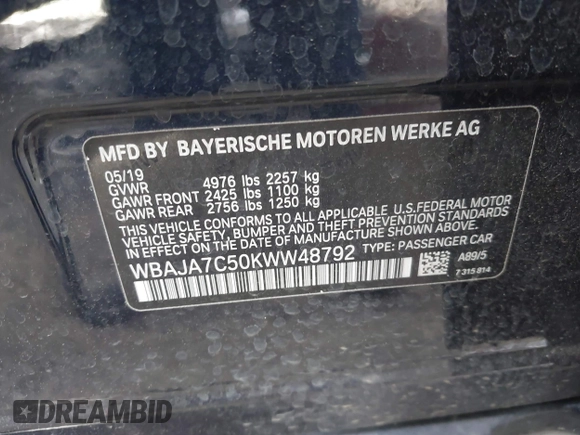 MFD BY BAYERISCHE MOTOREN WERKE AG
05/19
GVWR 4976 lbs 2257 kg
GAWR FRONT 2425 lbs 1100 kg
GAWR REAR 2756 lbs 1250 kg
THIS VEHICLE CONFORMS TO ALL APPLICABLE U.S.FEDERAL MOTOR
VEHICLE SAFETY, BUMPER, AND THEFT PREVENTION STANDARDS
IN EFFECT ON THE DATE OF MANUFACTURE SHOWN ABOVE.
WBAJA7C50KWW48792 TYPE: PASSENGER CAR
A89/5
7 315 814
DREAMBID